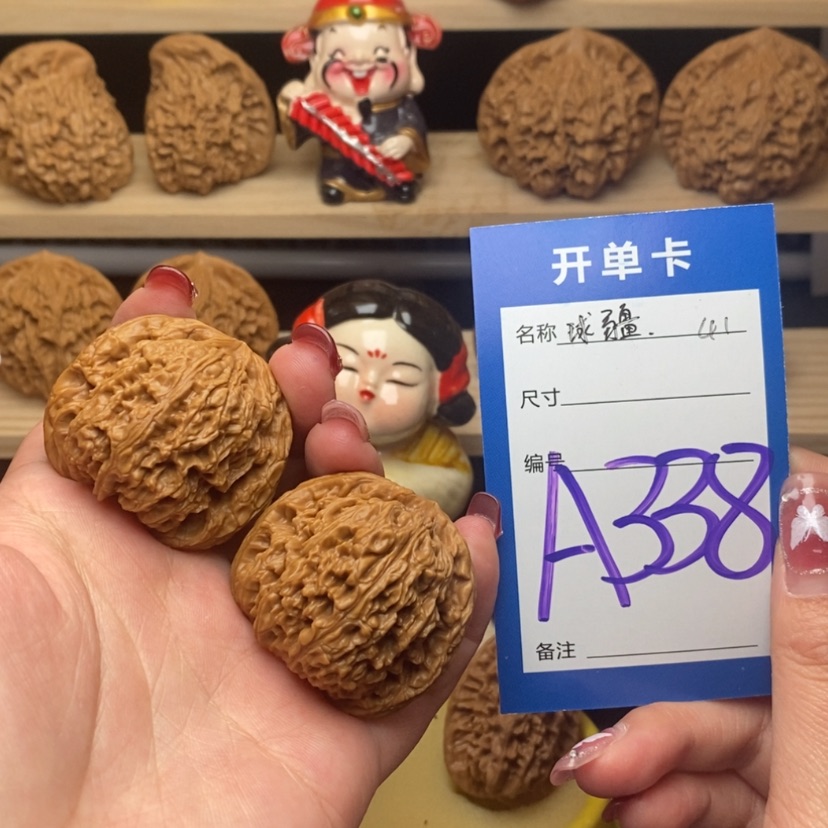 开单卡
名称 球疆. 41
尺寸
编号
A338
备注